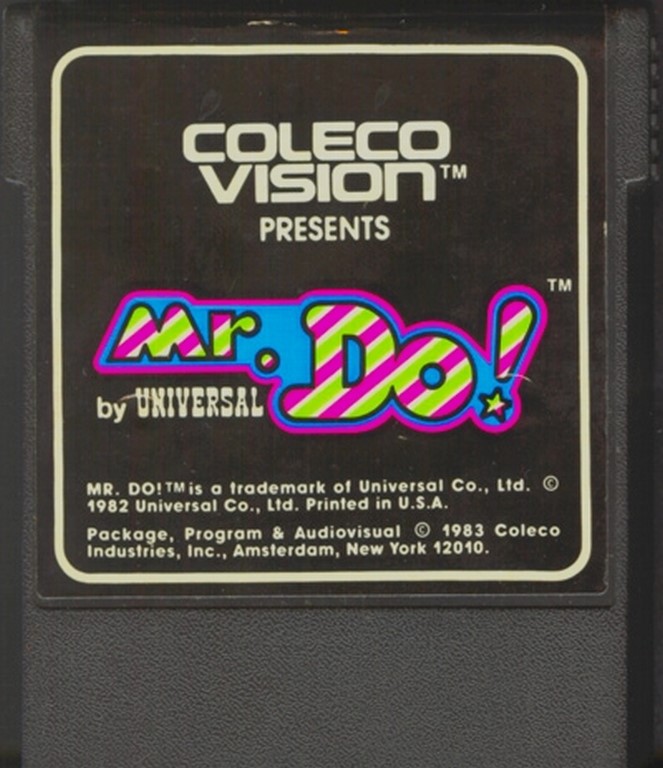 COLECO
VISION™
PRESENTS
Mr. Do! ™
by UNIVERSAL
MR. DO!™ is a trademark of Universal Co., Ltd. ©
1982 Universal Co., Ltd. Printed in U.S.A.
Package, Program & Audiovisual © 1983 Coleco
Industries, Inc., Amsterdam, New York 12010.